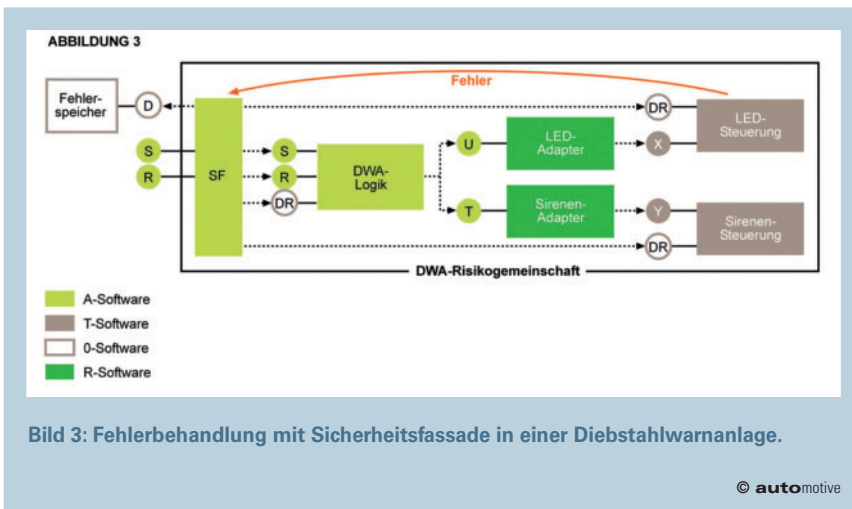 ABBILDUNG 3
Fehler
Fehler-
speicher
D
DR
LED-
Steuerung
S
R
SF
S
R
DR
DWA-
Logik
U
LED-
Adapter
X
T
Sirenen-
Adapter
Y
DR
Sirenen-
Steuerung
DWA-Risikogemeinschaft
A-Software
T-Software
0-Software
R-Software
Bild 3: Fehlerbehandlung mit Sicherheitsfassade in einer Diebstahlwarnanlage.
© automotive